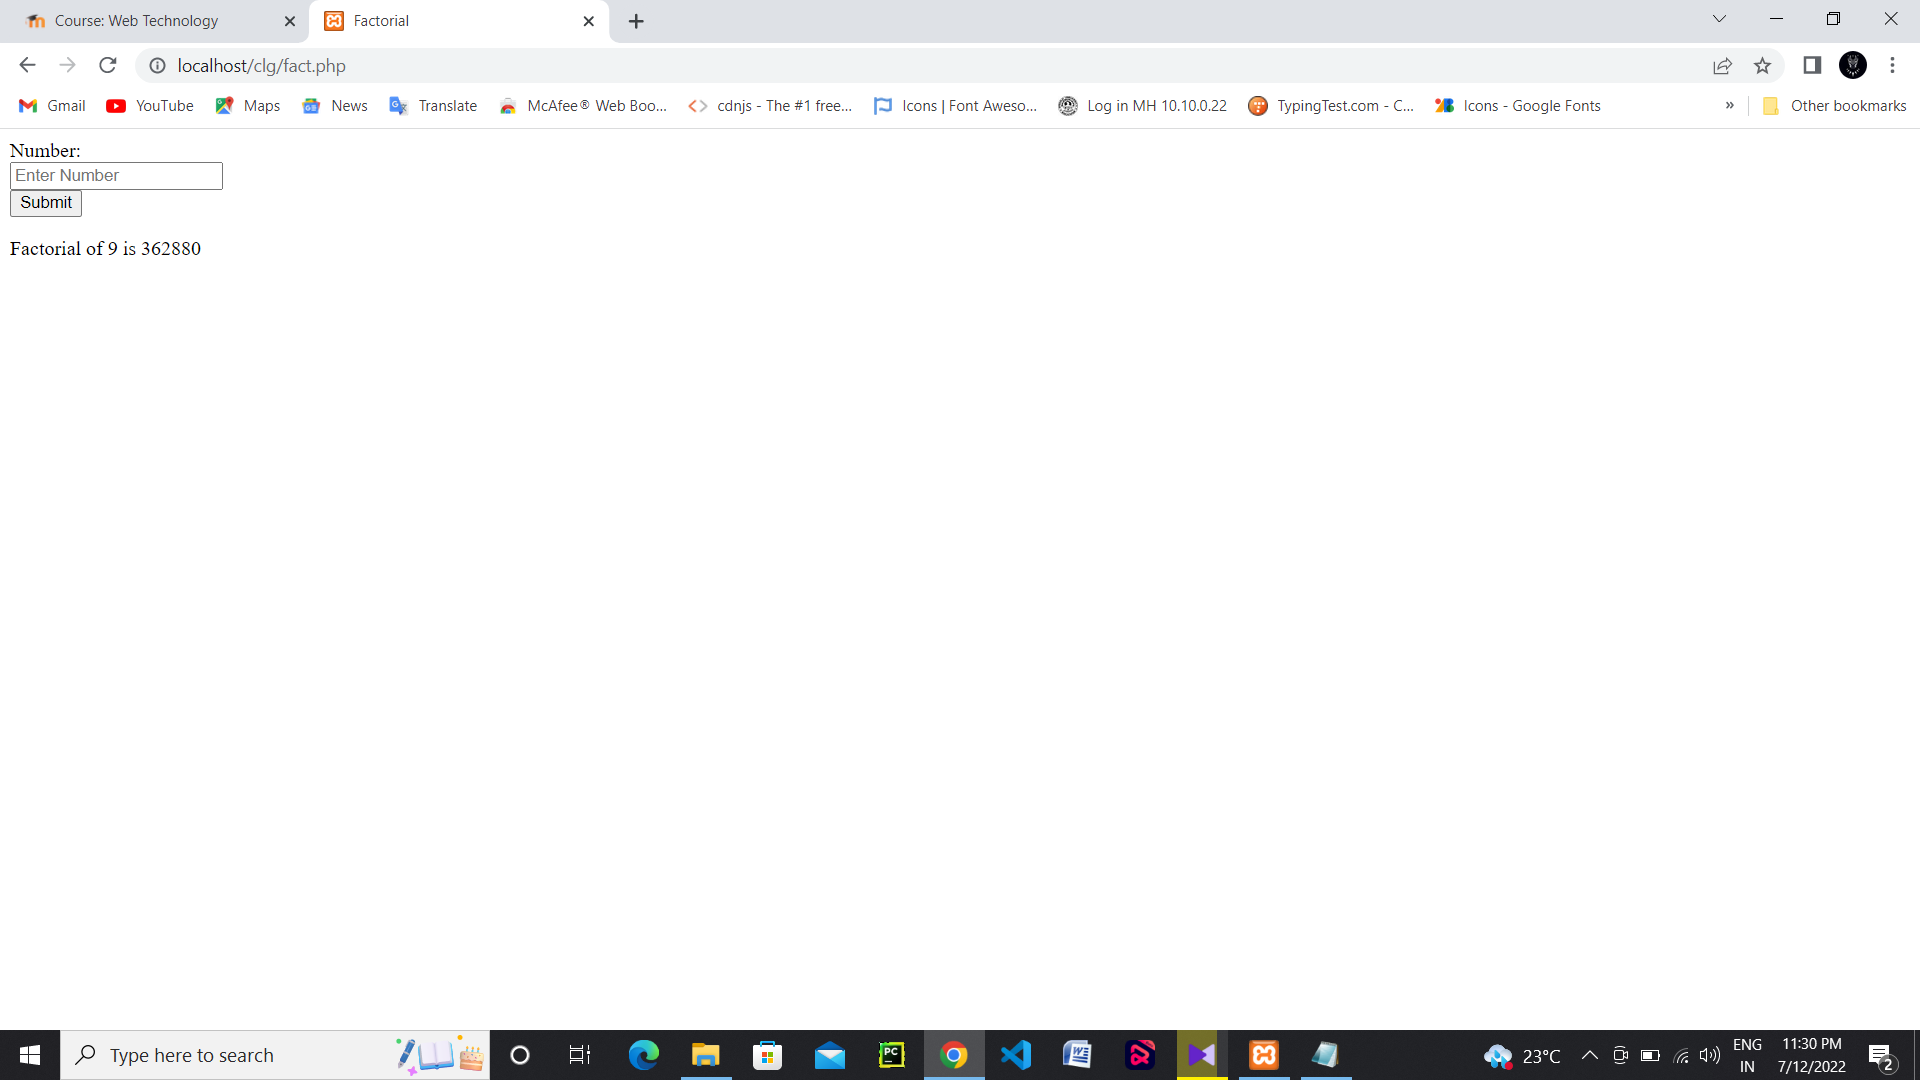 Course: Web Technology
Factorial
localhost/clg/fact.php
Gmail YouTube Maps News Translate McAfee® Web Boo... cdnjs - The #1 free... Icons | Font Aweso... Log in MH 10.10.0.22 TypingTest.com - C... Icons - Google Fonts » Other bookmarks
Number:
Enter Number
Submit
Factorial of 9 is 362880
Type here to search
PC
23°C
ENG
IN
11:30 PM
7/12/2022
2